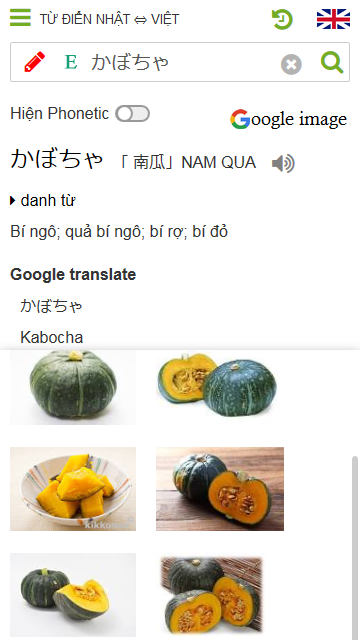 TỪ ĐIỂN NHẬT ⇔ VIỆT
E かぼちゃ
Hiện Phonetic
Google image
かぼちゃ 「 南瓜」NAM QUA
danh từ
Bí ngô; quả bí ngô; bí rợ; bí đỏ
Google translate
かぼちゃ
Kabocha